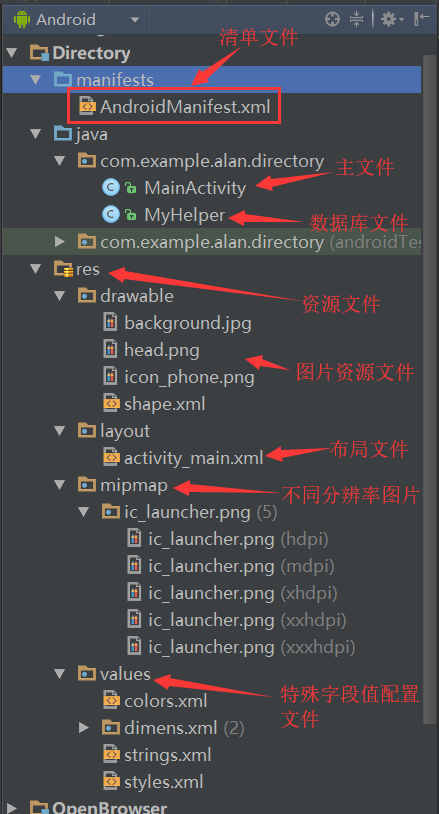 Android
清单文件
Directory
manifests
AndroidManifest.xml
java
com.example.alan.directory
主文件
MainActivity
MyHelper
数据库文件
com.example.alan.directory (androidTes
res
资源文件
drawable
background.jpg
head.png
图片资源文件
icon_phone.png
shape.xml
layout
布局文件
activity_main.xml
mipmap
不同分辨率图片
ic_launcher.png (5)
ic_launcher.png (hdpi)
ic_launcher.png (mdpi)
ic_launcher.png (xhdpi)
ic_launcher.png (xxhdpi)
ic_launcher.png (xxxhdpi)
values
特殊字段值配置
文件
colors.xml
dimens.xml (2)
strings.xml
styles.xml
OpenBrowser